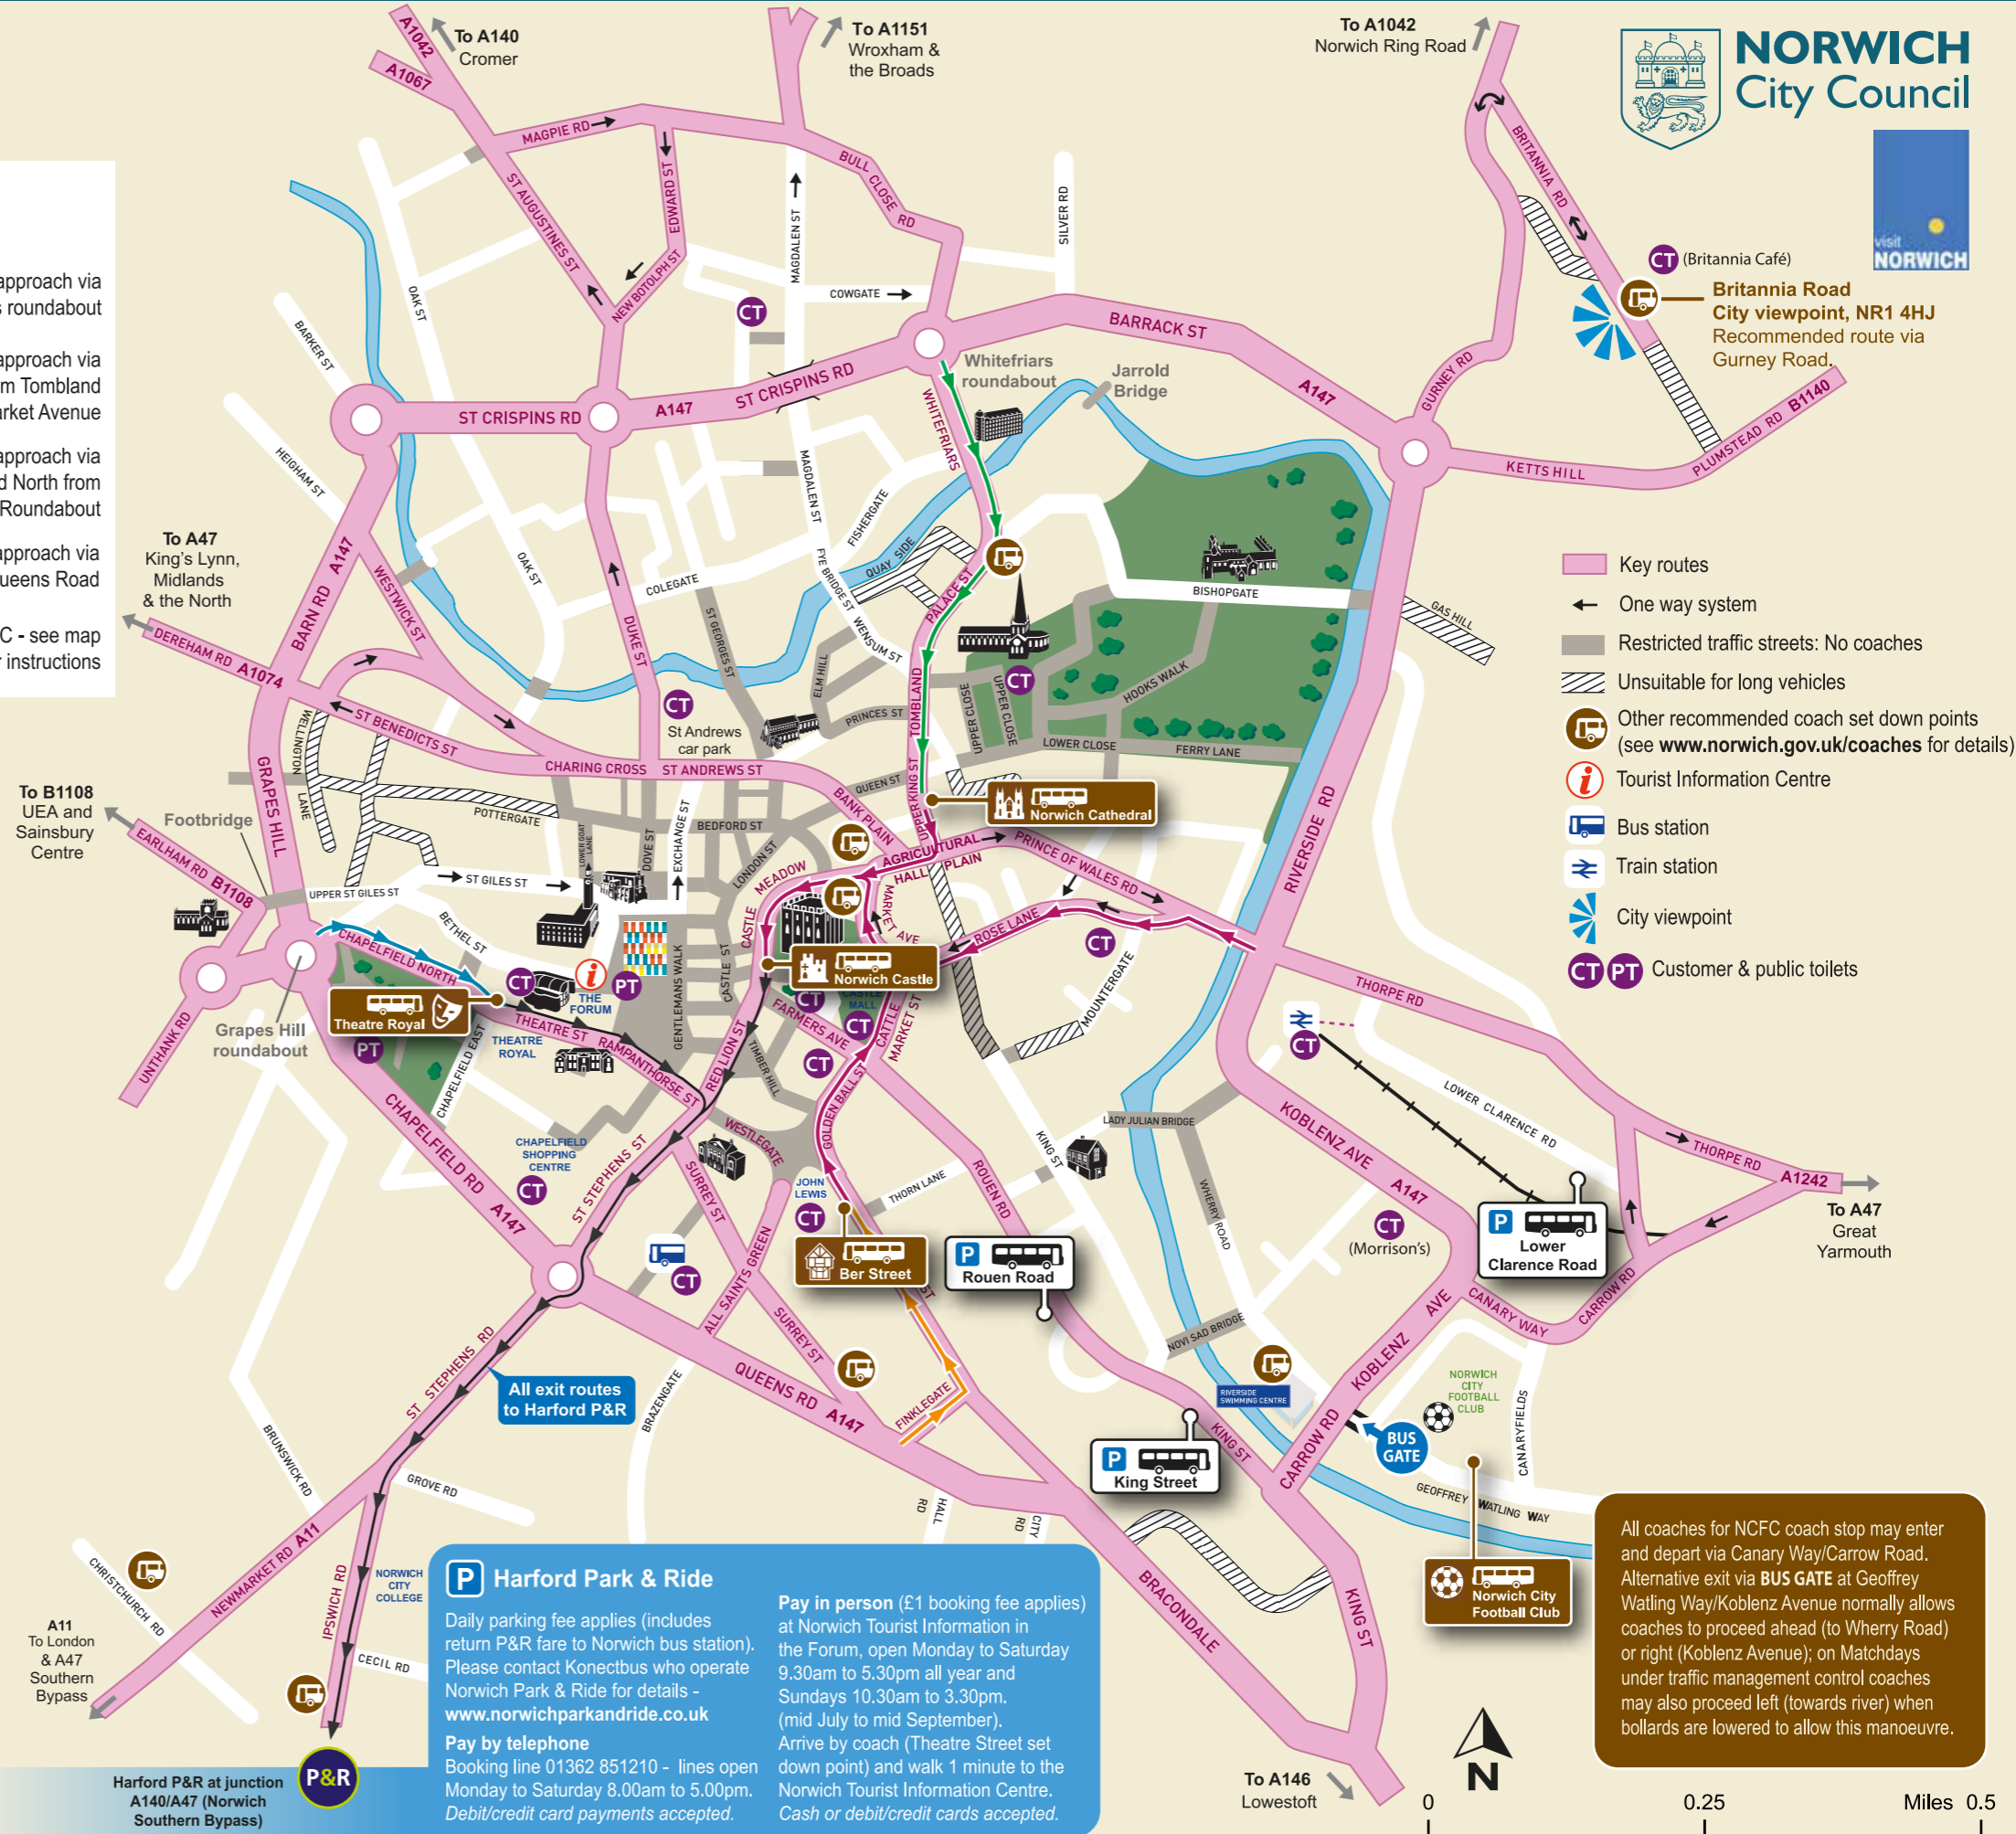 A1042
To A140
Cromer
A1067
To A1151
Wroxham &
the Broads
To A1042
Norwich Ring Road
NORWICH
City Council
visit
NORWICH
MAGPIE RD
EDWARD ST
ST AUGUSTINES ST
NEW BOTOLPH ST
BULL CLOSE
RD
MAGDALEN ST
SILVER RD
COWGATE
OAK ST
BARKER ST
CT
BRITANNIA RD
CT (Britannia Café)
Britannia Road
City viewpoint, NR1 4HJ
Recommended route via
Gurney Road.
approach via
s roundabout
approach via
m Tombland
arket Avenue
approach via
d North from
Roundabout
approach via
ueens Road
C - see map
r instructions
ST CRISPINS RD
A147
ST CRISPINS RD
BARRACK ST
A147
GURNEY RD
Whitefriars
roundabout
Jarrold
Bridge
WHITEFRIARS
KETTS HILL
PLUMSTEAD RD B1140
HEIGHAM ST
To A47
King's Lynn,
Midlands
& the North
BARN RD A147
WESTWICK ST
OAK ST
COLEGATE
MAGDALEN ST
FISHERGATE
FYE BRIDGE ST
QUAY SIDE
PALACE ST
WENSUM ST
BISHOPGATE
GAS HILL
DUKE ST
ST GEORGES ST
ELM HILL
PRINCES ST
TOMBLAND
UPPER CLOSE
UPPER CLOSE
HOOKS WALK
LOWER CLOSE
FERRY LANE
CT
CT
St Andrews
car park
DEREHAM RD A1074
WELLINGTON
LANE
ST BENEDICTS ST
CHARING CROSS
ST ANDREWS ST
QUEEN ST
Key routes
One way system
Restricted traffic streets: No coaches
Unsuitable for long vehicles
Other recommended coach set down points
(see www.norwich.gov.uk/coaches for details)
i
Tourist Information Centre
Bus station
Train station
City viewpoint
CT PT Customer & public toilets
To B1108
UEA and
Sainsbury
Centre
EARLHAM RD
B1108
Footbridge
GRAPES HILL
POTTERGATE
LOWER GOAT
LANE
DOVE ST
EXCHANGE ST
BEDFORD ST
LONDON ST
BANK PLAIN
UPPER KING ST
Norwich Cathedral
UPPER ST GILES ST
ST GILES ST
BETHEL ST
CASTLE
MEADOW
AGRICULTURAL
HALL PLAIN
PRINCE OF WALES RD
MARKET AVE
ROSE LANE
CT
MOUNTERGATE
RIVERSIDE RD
CHAPELFIELD NORTH
Theatre Royal
CT
i
THE
FORUM
PT
GENTLEMANS WALK
CASTLE ST
Norwich Castle
CT
CASTLE
MALL
CT
FARMERS AVE
CATTLE
MARKET ST
THORPE RD
CT
Grapes Hill
roundabout
UNTHANK RD
PT
CHAPELFIELD EAST
THEATRE ST
THEATRE
ROYAL
RAMPANTHORSE ST
RED LION ST
TIMBER HILL
CT
GOLDEN BALL ST
WESTLEGATE
LOWER CLARENCE RD
LADY JULIAN BRIDGE
KOBLENZ AVE
A147
THORPE RD
A1242
To A47
Great
Yarmouth
CHAPELFIELD RD
A147
CHAPELFIELD
SHOPPING
CENTRE
CT
ST STEPHENS ST
SURREY ST
JOHN
LEWIS
CT
THORN LANE
ROUEN RD
KING ST
WHERRY ROAD
CT
(Morrison's)
P
Lower
Clarence Road
Ber Street
ST
P
Rouen Road
CT
ALL SAINTS GREEN
SURREY ST
NOVI SAD BRIDGE
CANARY WAY
CARROW RD
KOBLENZ
AVE
RIVERSIDE
SWIMMING CENTRE
NORWICH
CITY
FOOTBALL
CLUB
CANARYFIELDS
All exit routes
to Harford P&R
ST STEPHENS RD
BRAZENGATE
QUEENS RD
A147
FINKLEGATE
P
King Street
KING ST
CARROW RD
BUS
GATE
GEOFFREY WATLING WAY
Norwich City
Football Club
BRUNSWICK RD
GROVE RD
HALL
RD
CITY
RD
NEWMARKET RD A11
CHRISTCHURCH RD
IPSWICH RD
NORWICH
CITY
COLLEGE
CECIL RD
A11
To London
& A47
Southern
Bypass
BRACONDALE
KING ST
To A146
Lowestoft
P Harford Park & Ride
Daily parking fee applies (includes
return P&R fare to Norwich bus station).
Please contact Konectbus who operate
Norwich Park & Ride for details -
www.norwichparkandride.co.uk
Pay by telephone
Booking line 01362 851210 - lines open
Monday to Saturday 8.00am to 5.00pm.
Debit/credit card payments accepted.
Pay in person (£1 booking fee applies)
at Norwich Tourist Information in
the Forum, open Monday to Saturday
9.30am to 5.30pm all year and
Sundays 10.30am to 3.30pm.
(mid July to mid September).
Arrive by coach (Theatre Street set
down point) and walk 1 minute to the
Norwich Tourist Information Centre.
Cash or debit/credit cards accepted.
All coaches for NCFC coach stop may enter
and depart via Canary Way/Carrow Road.
Alternative exit via BUS GATE at Geoffrey
Watling Way/Koblenz Avenue normally allows
coaches to proceed ahead (to Wherry Road)
or right (Koblenz Avenue); on Matchdays
under traffic management control coaches
may also proceed left (towards river) when
bollards are lowered to allow this manoeuvre.
Harford P&R at junction
A140/A47 (Norwich
Southern Bypass)
P&R
N
0
0.25
Miles 0.5